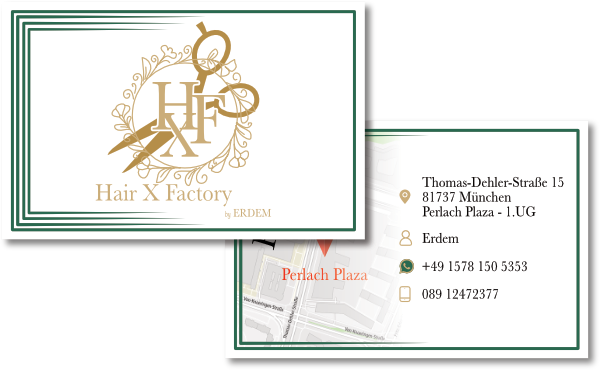 HFX
Hair X Factory
by ERDEM
Thomas-Dehler-Straße 15
81737 München
Perlach Plaza - 1.UG
Erdem
+49 1578 150 5353
089 12472377
Perlach Plaza
Von-Knoeringen-Straße
Thomas-Dehler-Straße
Von-Knoeringen-Straße